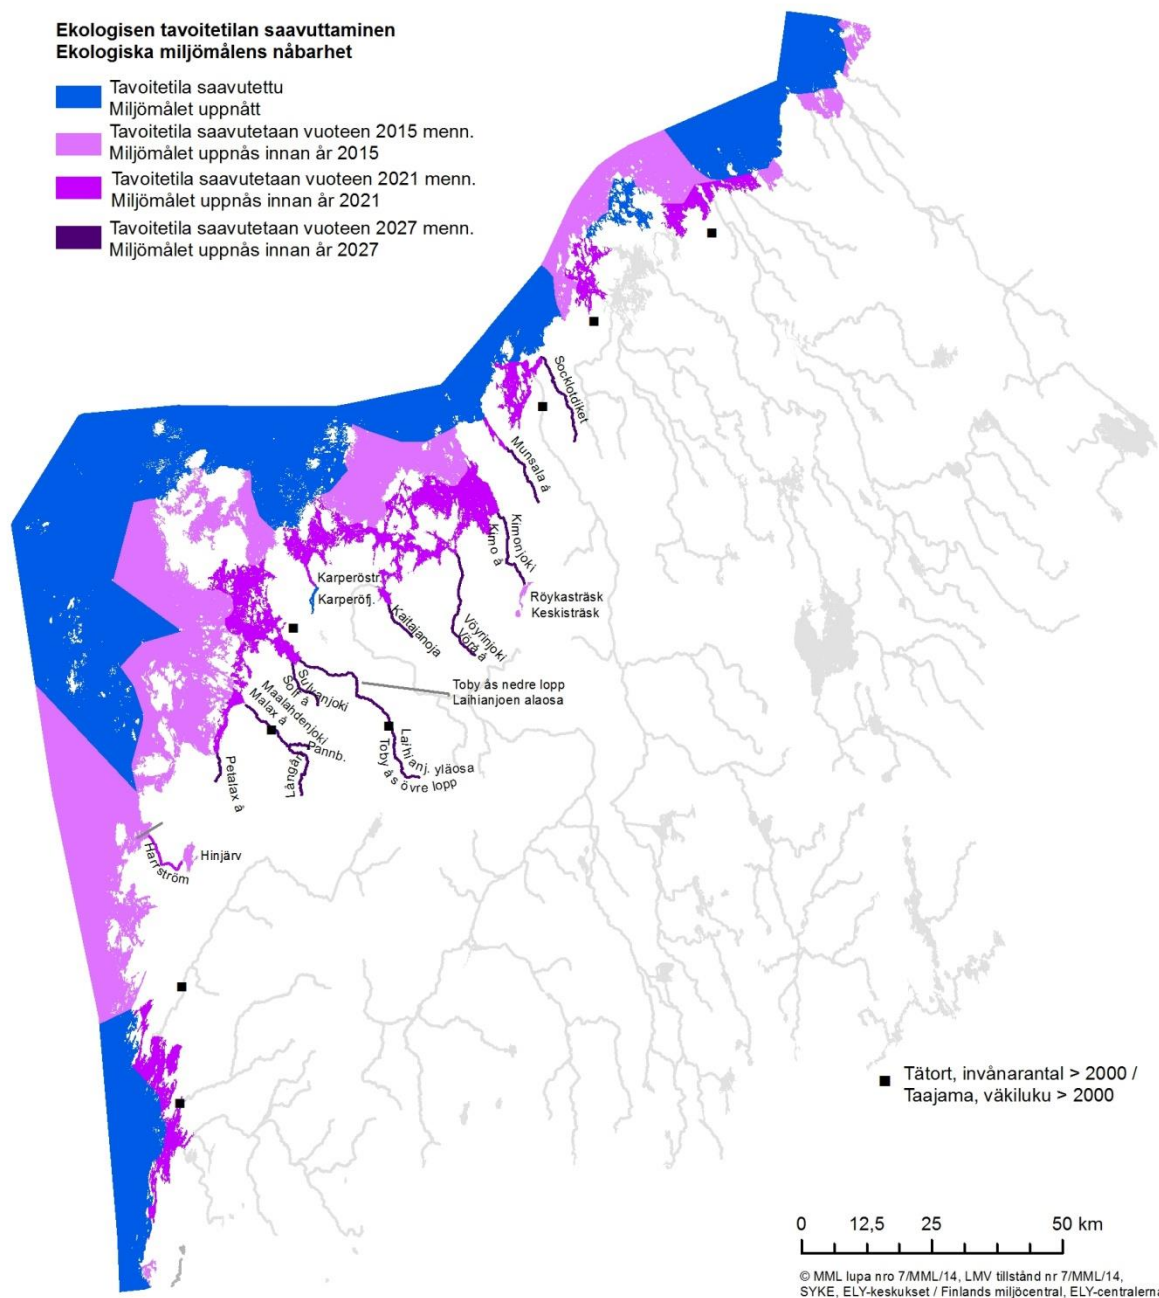 Ekologisen tavoitetilan saavuttaminen
Ekologiska miljömålens nåbarhet
Tavoitetila saavutettu
Miljömålet uppnått
Tavoitetila saavutetaan vuoteen 2015 menn.
Miljömålet uppnås innan år 2015
Tavoitetila saavutetaan vuoteen 2021 menn.
Miljömålet uppnås innan år 2021
Tavoitetila saavutetaan vuoteen 2027 menn.
Miljömålet uppnås innan år 2027
Socklotdiket
Munsala å
Kimonjoki
Kimo å
Karperöstr.
Karperöfj.
Röykasträsk
Keskisträsk
Kaitajanoja
Vöyrinjoki
Vörå å
Toby ås nedre lopp
Laihianjoen alaosa
Sulvanjoki
Solf å
Maalahdenjoki
Malax å
Pannb.
Långån
Petalax å
Laihianj. yläosa
Toby ås övre lopp
Harrström
Hinjärv
Tätort, invånarantal > 2000 /
Taajama, väkiluku > 2000
0 12,5 25 50 km
© MML lupa nro 7/MML/14, LMV tillstånd nr 7/MML/14,
SYKE, ELY-keskukset / Finlands miljöcentral, ELY-centralerna